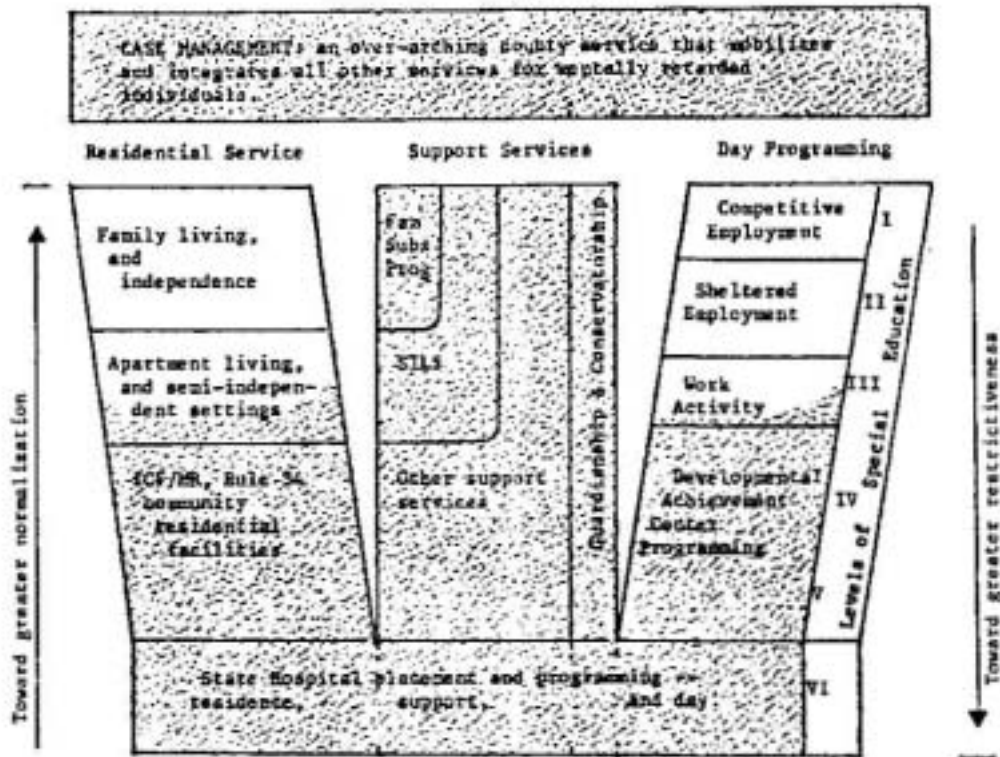 CASE MANAGEMENT: an over-arching county service that mobilizes
and integrates all other services for mentally retarded
individuals.
Residential Service
Support Services
Day Programming
Toward greater normalization
Family living,
and
independence
Apartment living,
and semi-indepen-
dent settings
ICF/MR, Rule 34
community
residential
facilities
Fam
Subs
Prog
SILS
Other support
services
Guardianship & Conservatorship
Competitive
Employment
Sheltered
Employment
Work
Activity
Developmental
Achievement
Center
Programming
I
II
III
IV
V
VI
Levels of Special Education
Toward greater restrictiveness
State Hospital placement and programming --
residence, support, and day